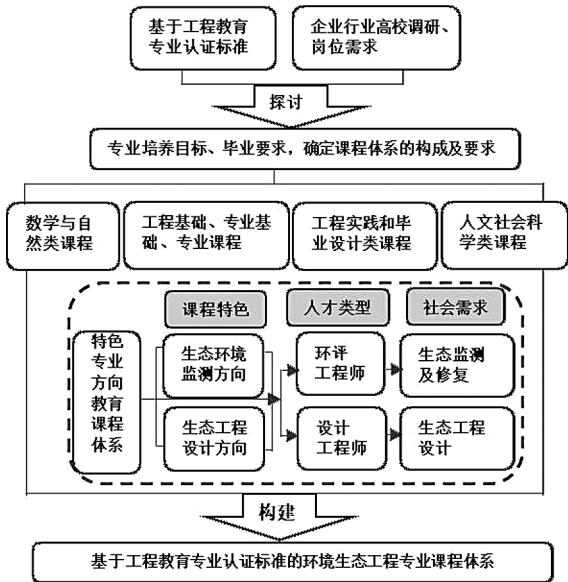 基于工程教育
专业认证标准
企业行业高校调研、
岗位需求
探讨
专业培养目标、毕业要求，确定课程体系的构成及要求
数学与自
然类课程
工程基础、专业基
础、专业课程
工程实践和毕
业设计类课程
人文社会科
学类课程
课程特色
人才类型
社会需求
特色
专业
方向
教育
课程
体系
生态环境
监测方向
环评
工程师
生态监测
及修复
生态工程
设计方向
设计
工程师
生态工程
设计
构建
基于工程教育专业认证标准的环境生态工程专业课程体系